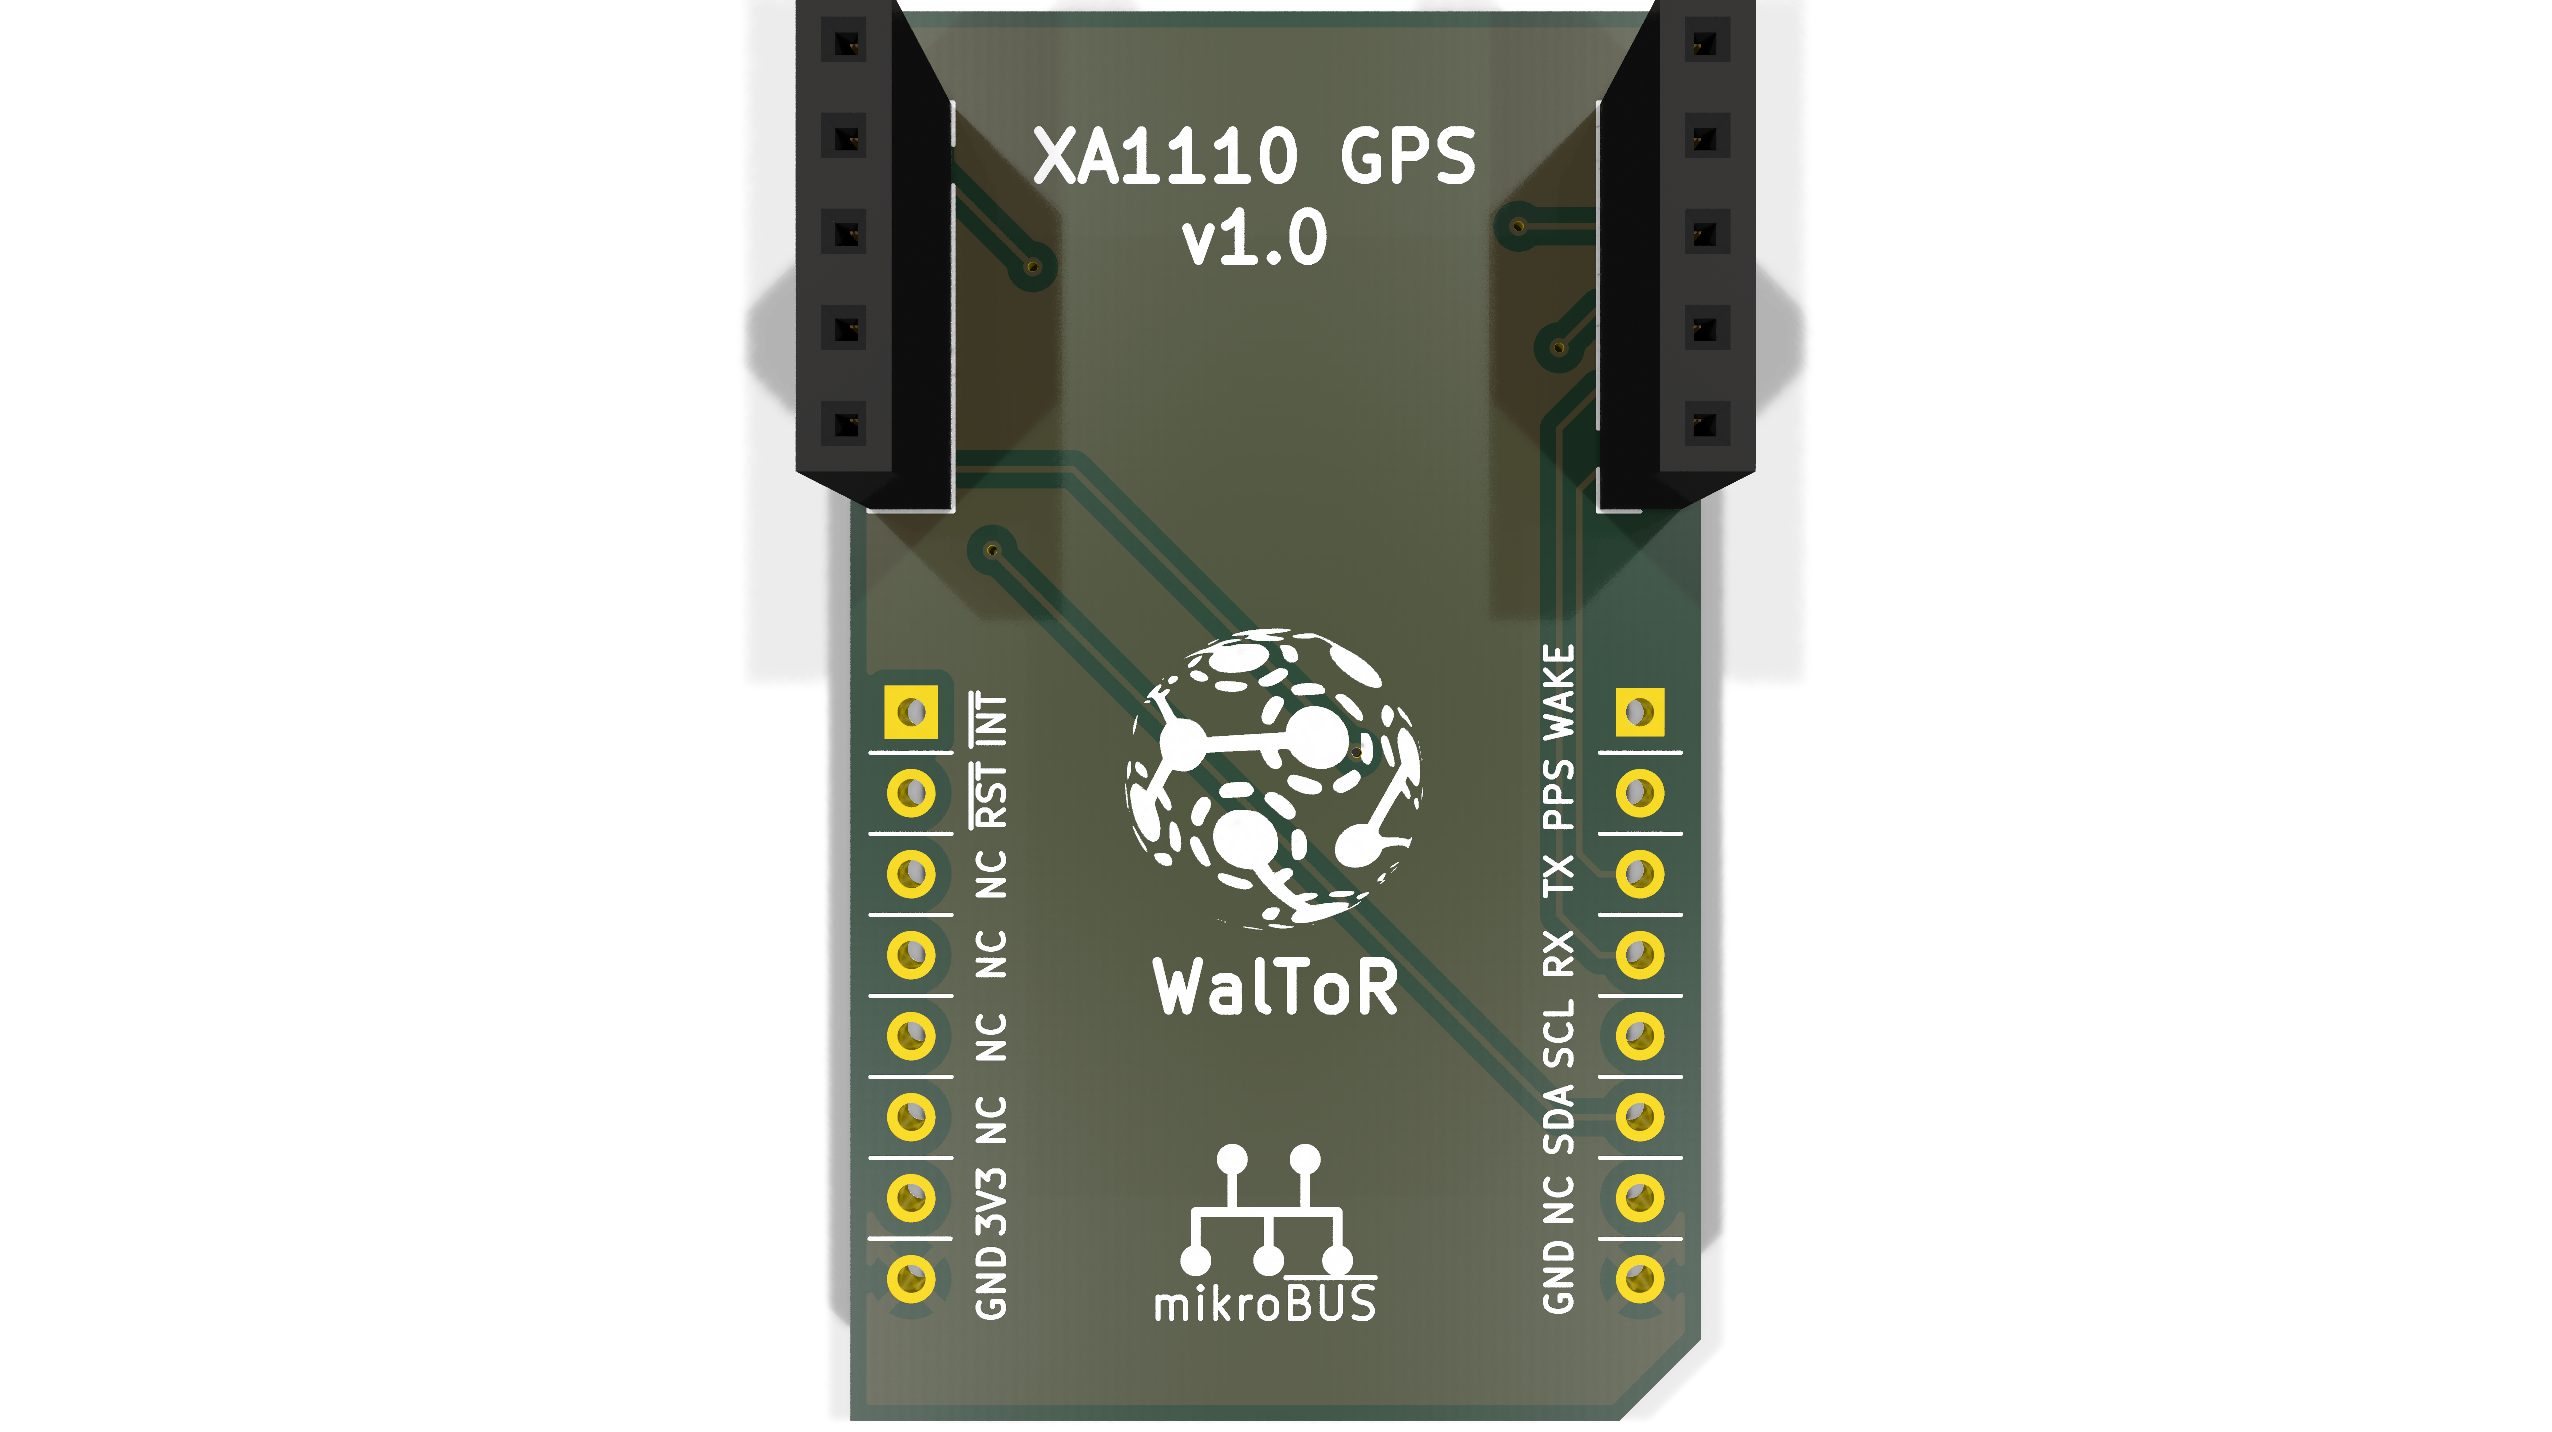 XA1110 GPS
v1.0
INT
RST
NC
NC
NC
NC
3V3
GND
WAKE
PPS
TX
RX
SCL
SDA
NC
GND
WalToR
mikroBUS